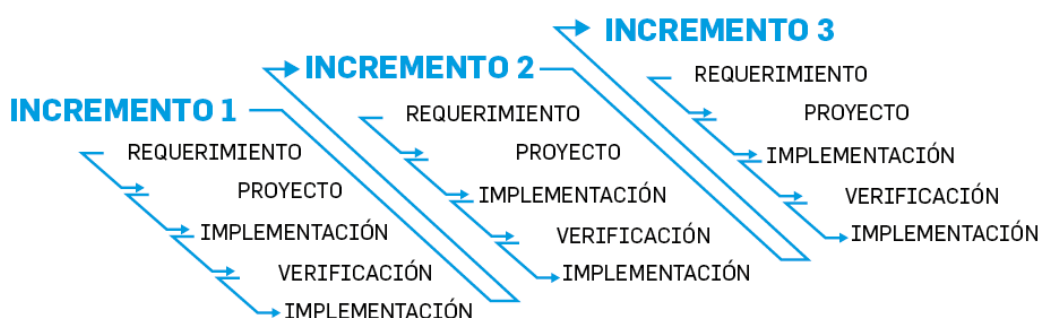 INCREMENTO 1
REQUERIMIENTO
PROYECTO
IMPLEMENTACIÓN
VERIFICACIÓN
IMPLEMENTACIÓN
INCREMENTO 2
REQUERIMIENTO
PROYECTO
IMPLEMENTACIÓN
VERIFICACIÓN
IMPLEMENTACIÓN
INCREMENTO 3
REQUERIMIENTO
PROYECTO
IMPLEMENTACIÓN
VERIFICACIÓN
IMPLEMENTACIÓN